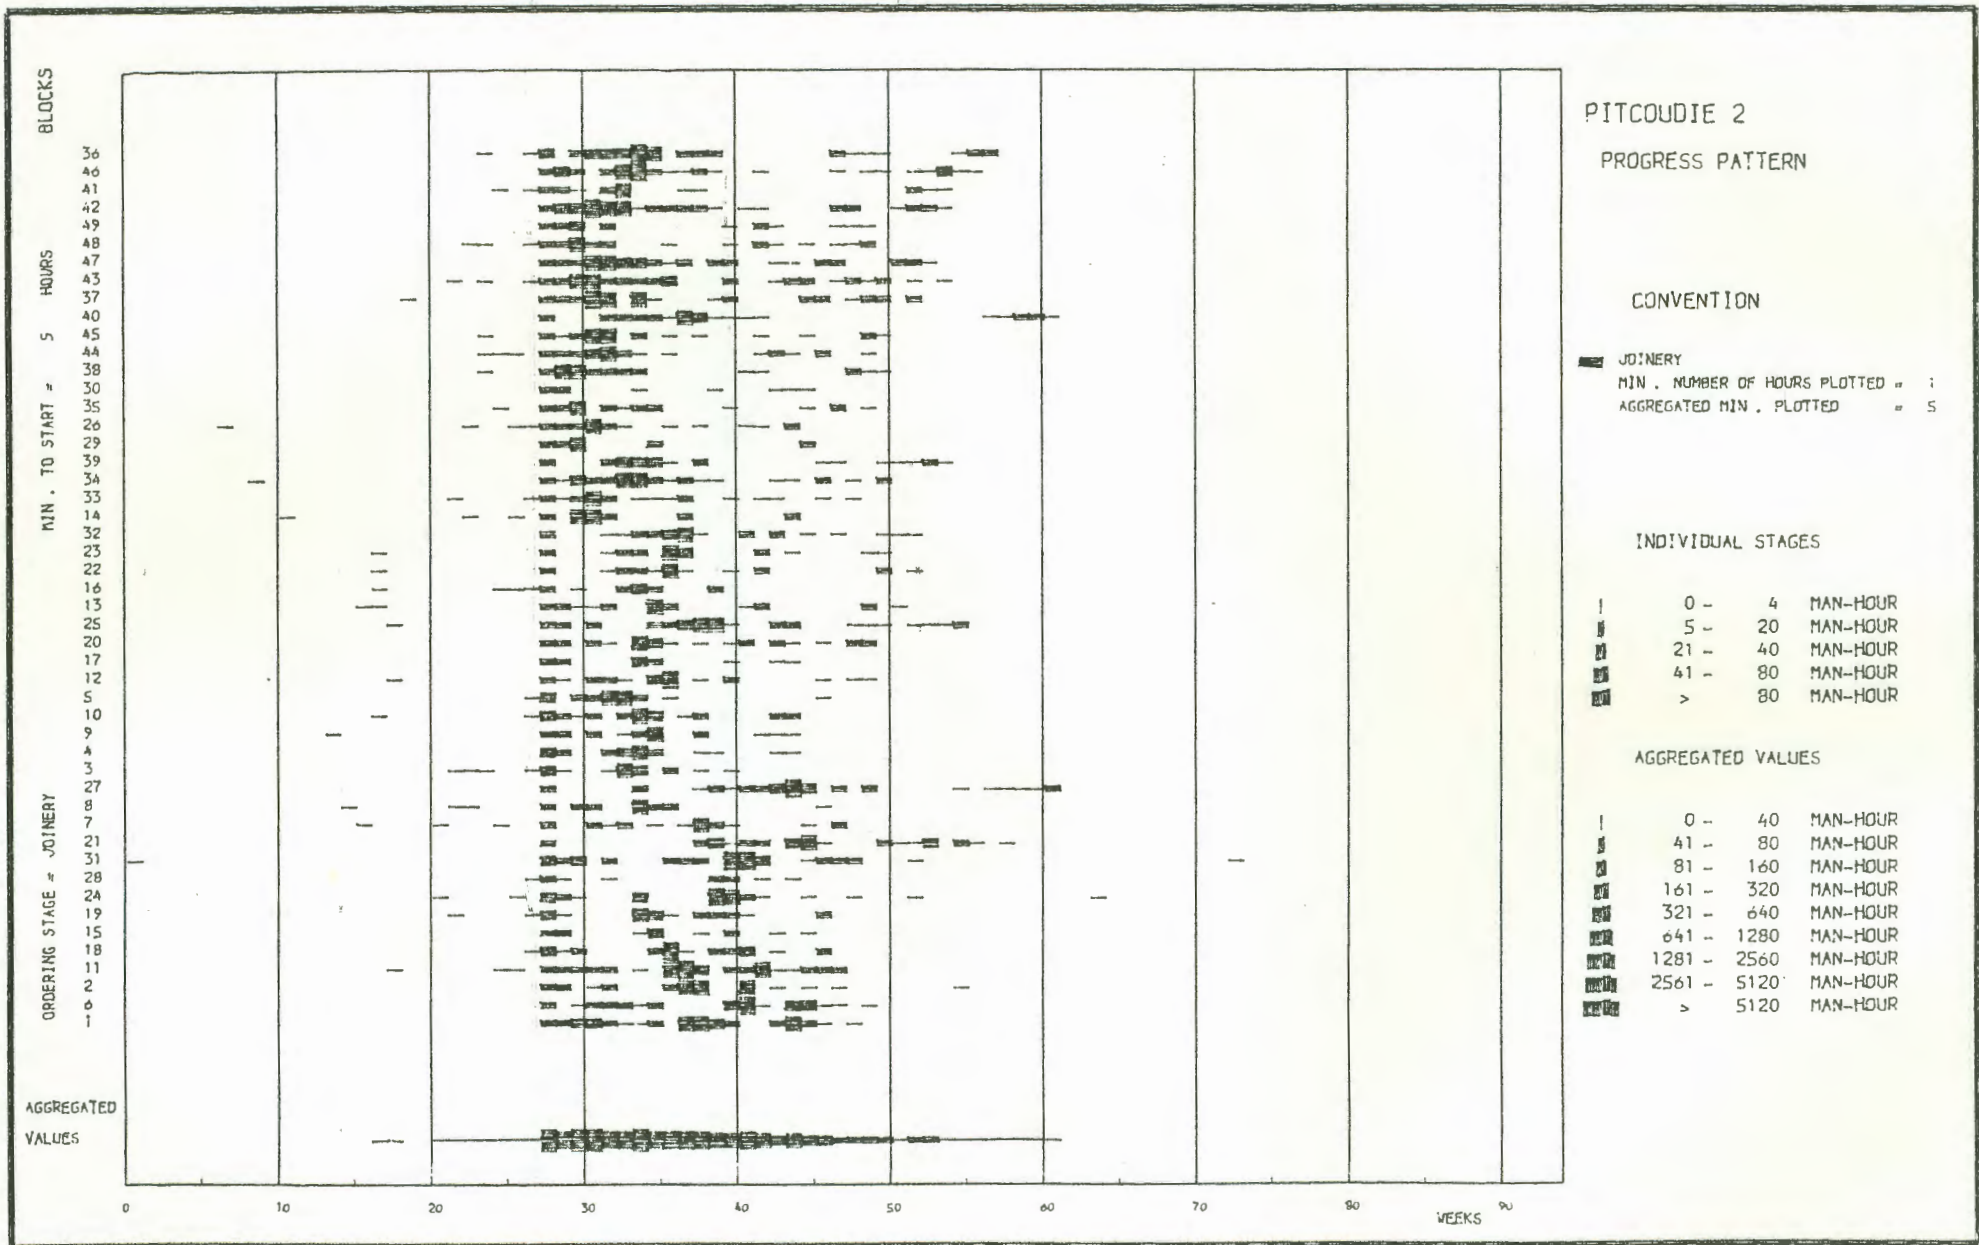 BLOCKS
MIN . TO START = 5 HOURS
ORDERING STAGE = JOINERY
36
46
41
42
49
48
47
43
37
40
45
44
38
30
35
26
29
39
34
33
14
32
23
22
16
13
25
20
17
12
5
10
9
4
3
27
8
7
21
31
28
24
19
15
18
11
2
6
1
AGGREGATED
VALUES
0 10 20 30 40 50 60 70 80 90
WEEKS
PITCOUDIE 2
PROGRESS PATTERN
CONVENTION
JOINERY
MIN . NUMBER OF HOURS PLOTTED = 1
AGGREGATED MIN . PLOTTED = 5
INDIVIDUAL STAGES
0 - 4 MAN-HOUR
5 - 20 MAN-HOUR
21 - 40 MAN-HOUR
41 - 80 MAN-HOUR
> 80 MAN-HOUR
AGGREGATED VALUES
0 - 40 MAN-HOUR
41 - 80 MAN-HOUR
81 - 160 MAN-HOUR
161 - 320 MAN-HOUR
321 - 640 MAN-HOUR
641 - 1280 MAN-HOUR
1281 - 2560 MAN-HOUR
2561 - 5120 MAN-HOUR
> 5120 MAN-HOUR